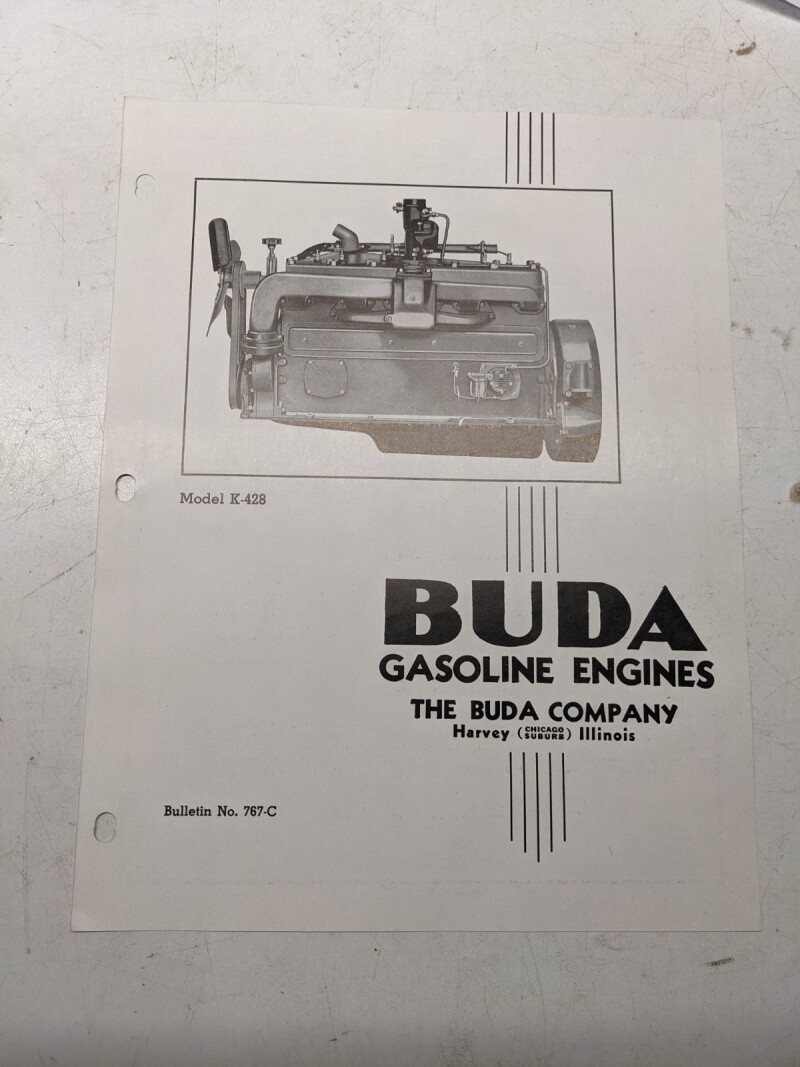 Model K-428
BUDA
GASOLINE ENGINES
THE BUDA COMPANY
Harvey (CHICAGO SUBURB) Illinois
Bulletin No. 767-C